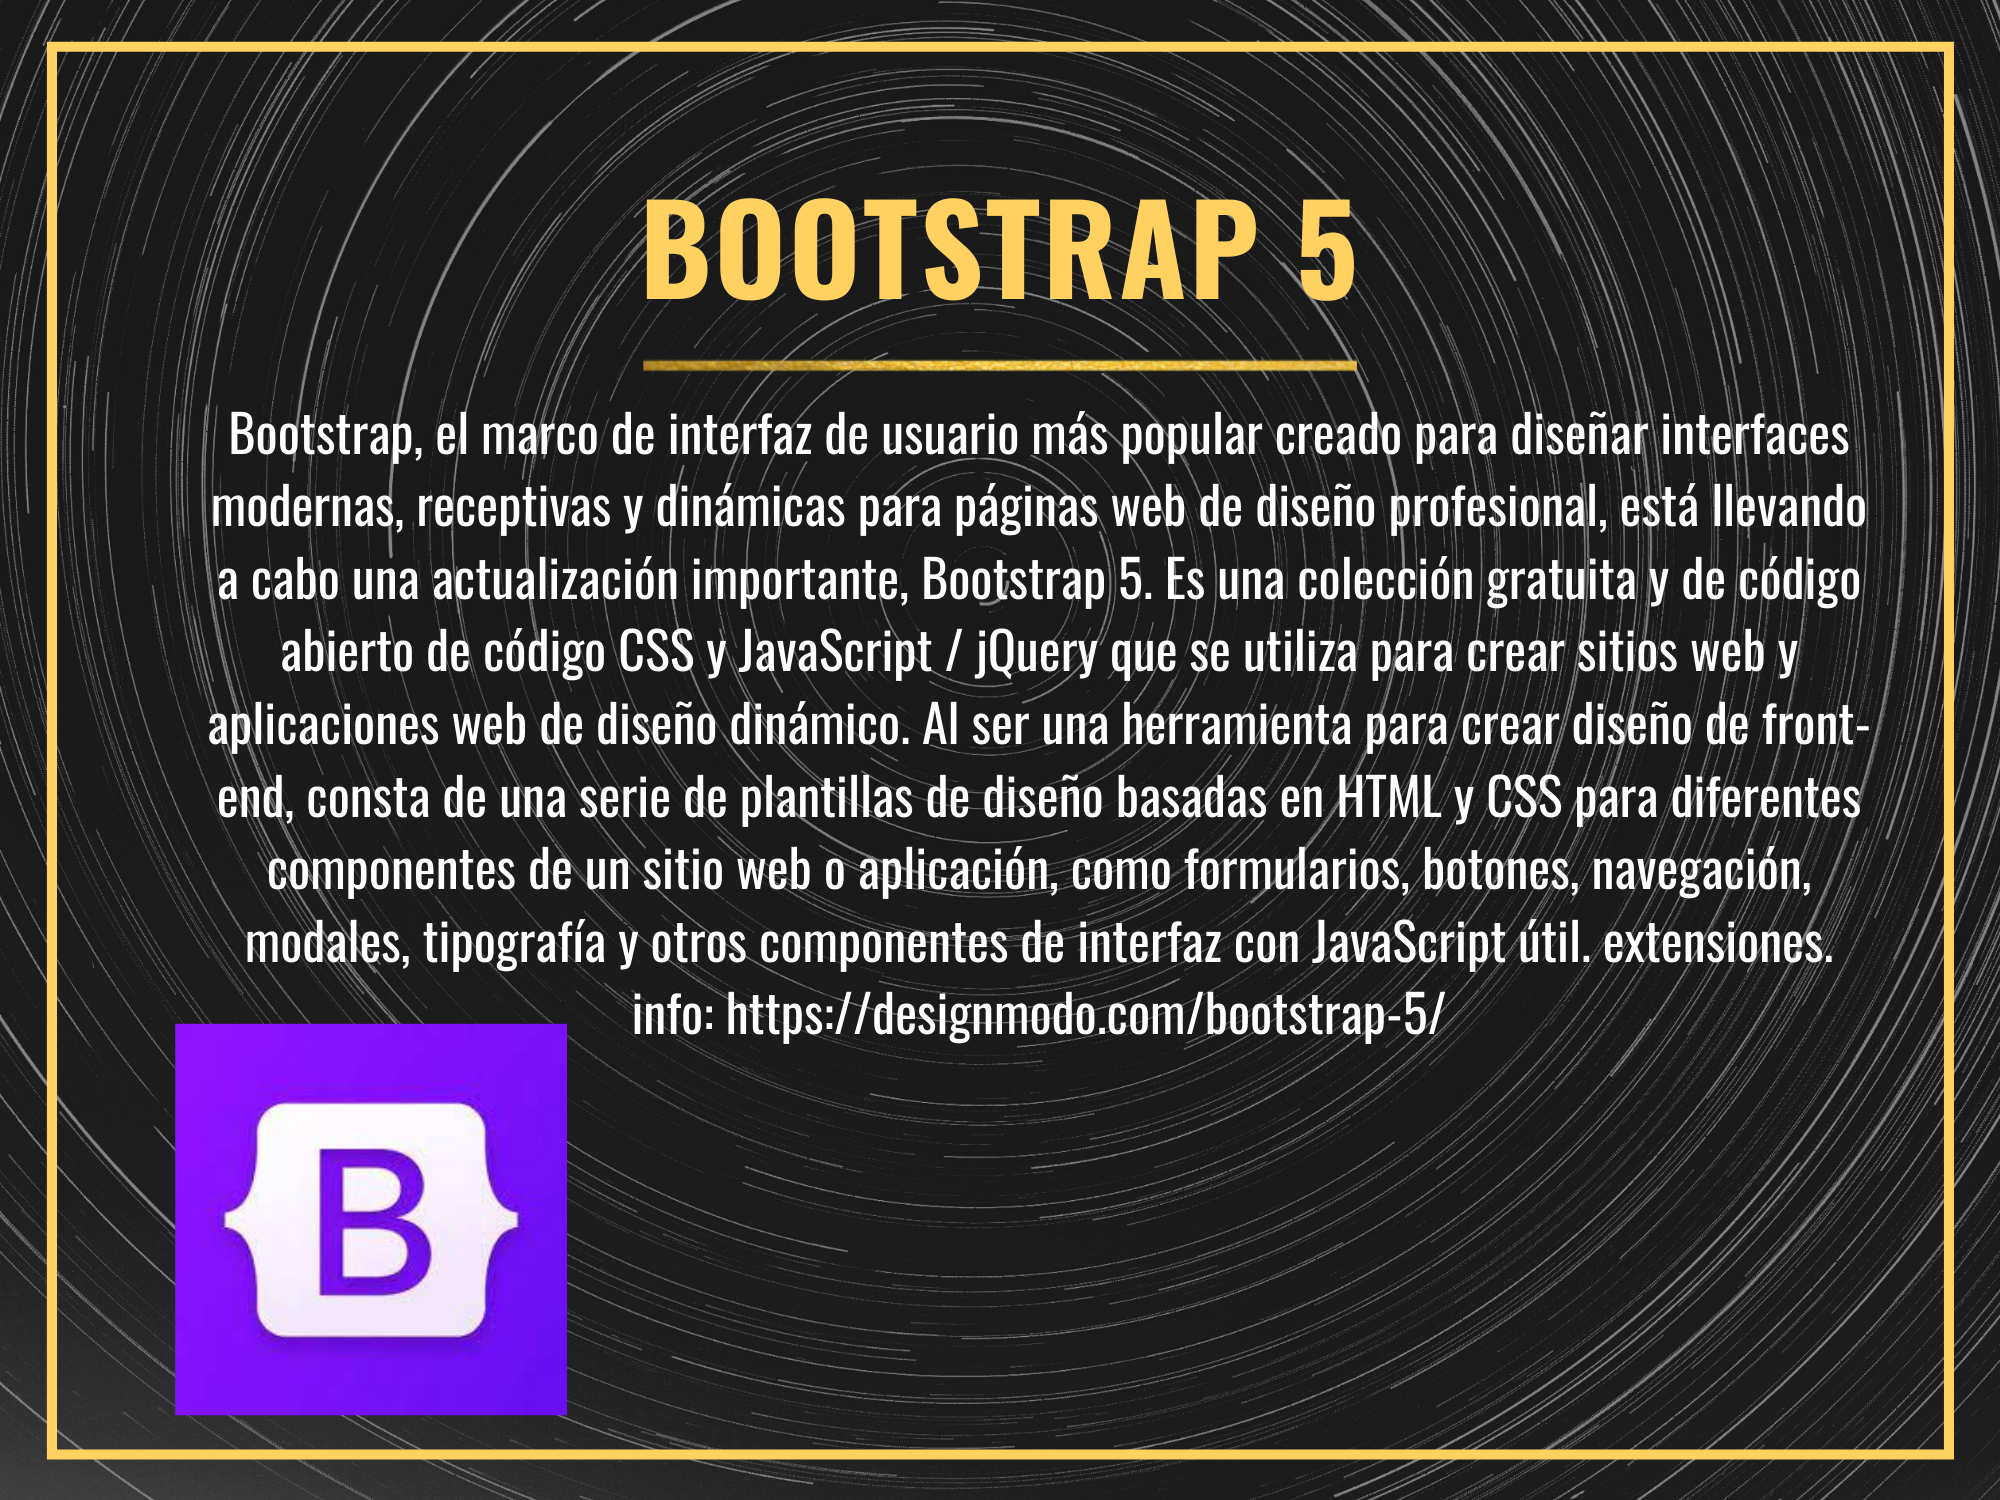 BOOTSTRAP 5
Bootstrap, el marco de interfaz de usuario más popular creado para diseñar interfaces
modernas, receptivas y dinámicas para páginas web de diseño profesional, está llevando
a cabo una actualización importante, Bootstrap 5. Es una colección gratuita y de código
abierto de código CSS y JavaScript / jQuery que se utiliza para crear sitios web y
aplicaciones web de diseño dinámico. Al ser una herramienta para crear diseño de front-
end, consta de una serie de plantillas de diseño basadas en HTML y CSS para diferentes
componentes de un sitio web o aplicación, como formularios, botones, navegación,
modales, tipografía y otros componentes de interfaz con JavaScript útil. extensiones.
info: https://designmodo.com/bootstrap-5/
B